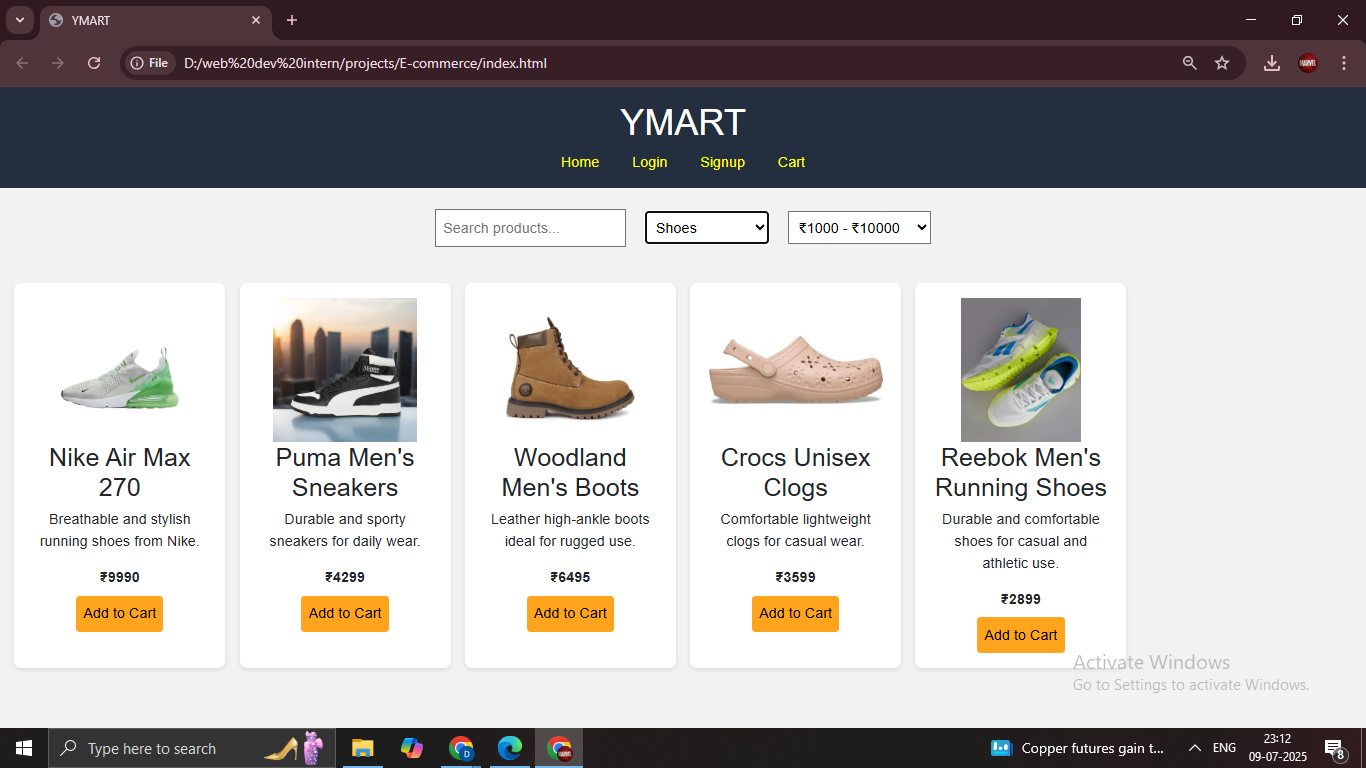 YMART
File
D:/web%20dev%20intern/projects/E-commerce/index.html
MARVEL
YMART
Home Login Signup Cart
Search products... Shoes ₹1000 - ₹10000
Nike Air Max
270
Breathable and stylish
running shoes from Nike.
₹9990
Add to Cart
Puma Men's
Sneakers
Durable and sporty
sneakers for daily wear.
₹4299
Add to Cart
Woodland
Men's Boots
Leather high-ankle boots
ideal for rugged use.
₹6495
Add to Cart
Crocs Unisex
Clogs
Comfortable lightweight
clogs for casual wear.
₹3599
Add to Cart
Reebok Men's
Running Shoes
Durable and comfortable
shoes for casual and
athletic use.
₹2899
Add to Cart
Activate Windows
Go to Settings to activate Windows.
Type here to search
D
Copper futures gain t...
ENG
23:12
09-07-2025
8